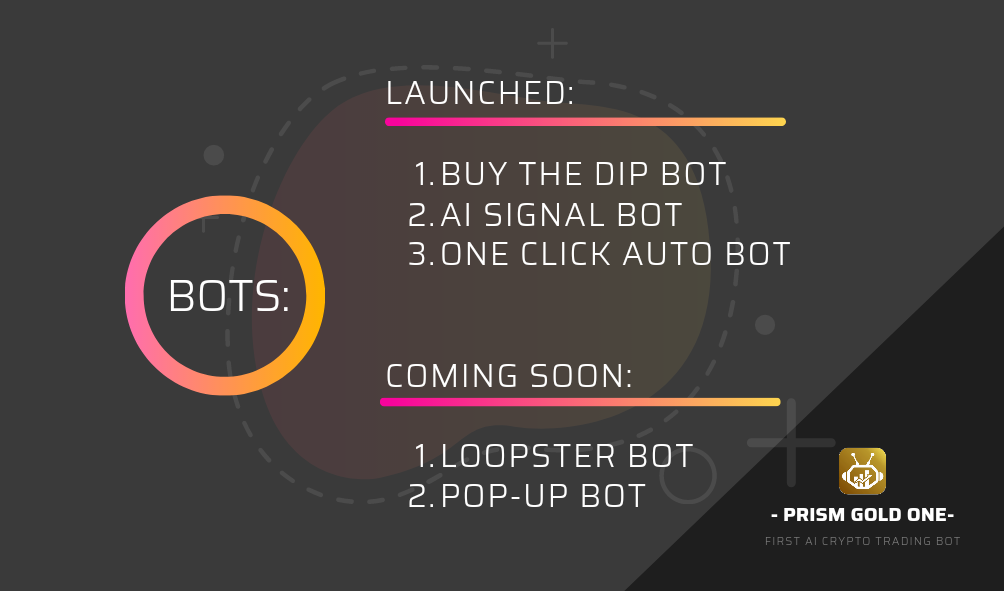 BOTS:
LAUNCHED:
1. BUY THE DIP BOT
2. AI SIGNAL BOT
3. ONE CLICK AUTO BOT
COMING SOON:
1. LOOPSTER BOT
2. POP-UP BOT
- PRISM GOLD ONE-
FIRST AI CRYPTO TRADING BOT